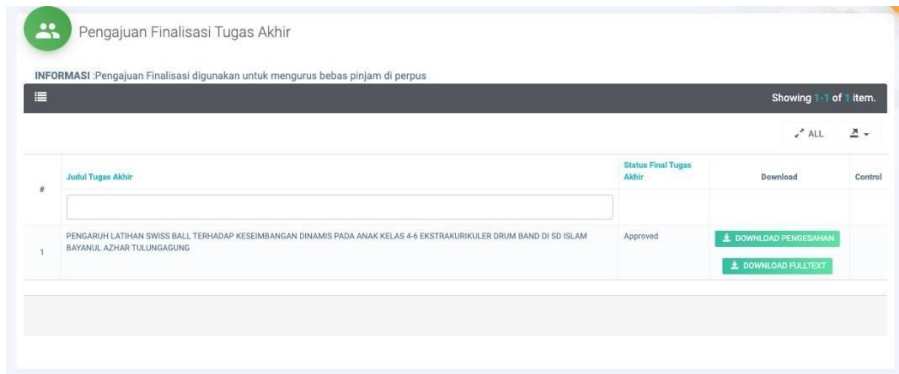 Pengajuan Finalisasi Tugas Akhir
INFORMASI :Pengajuan Finalisasi digunakan untuk mengurus bebas pinjam di perpus
Showing 1-1 of 1 item.
ALL
# Judul Tugas Akhir Status Final Tugas Akhir Download Control
1 PENGARUH LATIHAN SWISS BALL TERHADAP KESEIMBANGAN DINAMIS PADA ANAK KELAS 4-6 EKSTRAKURIKULER DRUM BAND DI SD ISLAM
BAYANUL AZHAR TULUNGAGUNG
Approved
DOWNLOAD PENGESAHAN
DOWNLOAD FULLTEXT